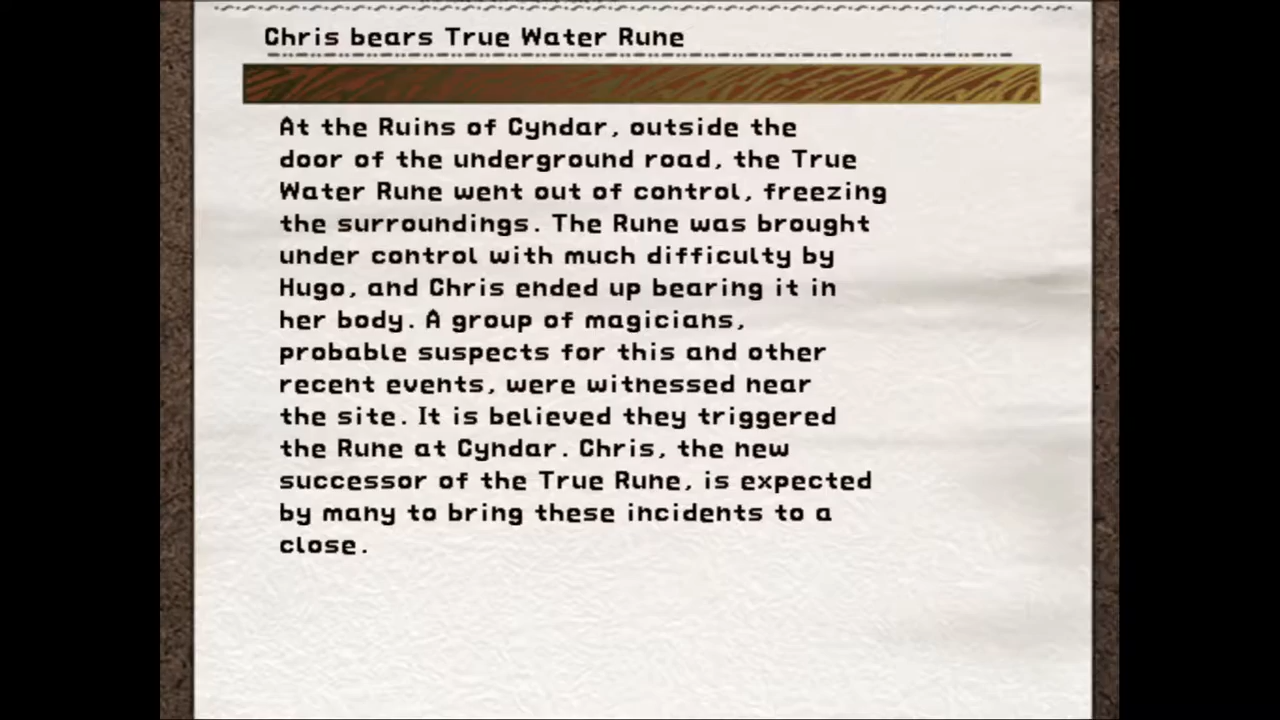 Chris bears True Water Rune
At the Ruins of Cyndar, outside the
door of the underground road, the True
Water Rune went out of control, freezing
the surroundings. The Rune was brought
under control with much difficulty by
Hugo, and Chris ended up bearing it in
her body. A group of magicians,
probable suspects for this and other
recent events, were witnessed near
the site. It is believed they triggered
the Rune at Cyndar. Chris, the new
successor of the True Rune, is expected
by many to bring these incidents to a
close.